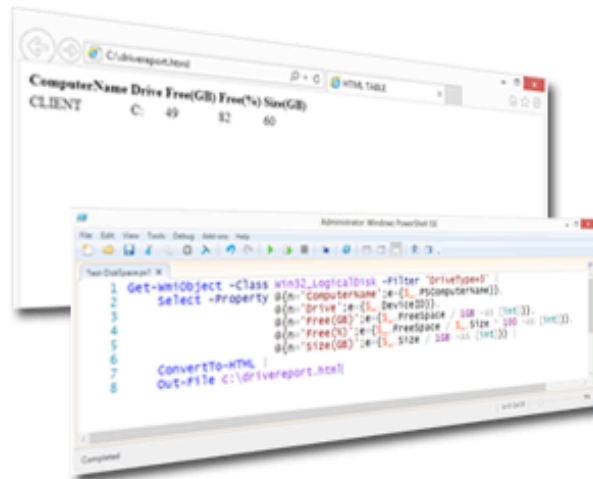 C:\drivereport.html
HTML TABLE
ComputerName Drive Free(GB) Free(%) Size(GB)
CLIENT C: 49 82 60
Administrator: Windows PowerShell ISE
File Edit View Tools Debug Add-ons Help
Test-DiskSpace.ps1
1 Get-WmiObject -Class Win32_LogicalDisk -Filter "DriveType=3" |
2 Select -Property @{n='ComputerName';e={$_.PSComputerName}},
3 @{n='Drive';e={$_.DeviceID}},
4 @{n='Free(GB)';e={$_.FreeSpace / 1GB -as [int]}},
5 @{n='Free(%)';e={$_.FreeSpace / $_.Size * 100 -as [int]}},
6 @{n='Size(GB)';e={$_.Size / 1GB -as [int]}} |
7 ConvertTo-HTML |
8 Out-File c:\drivereport.html
Completed